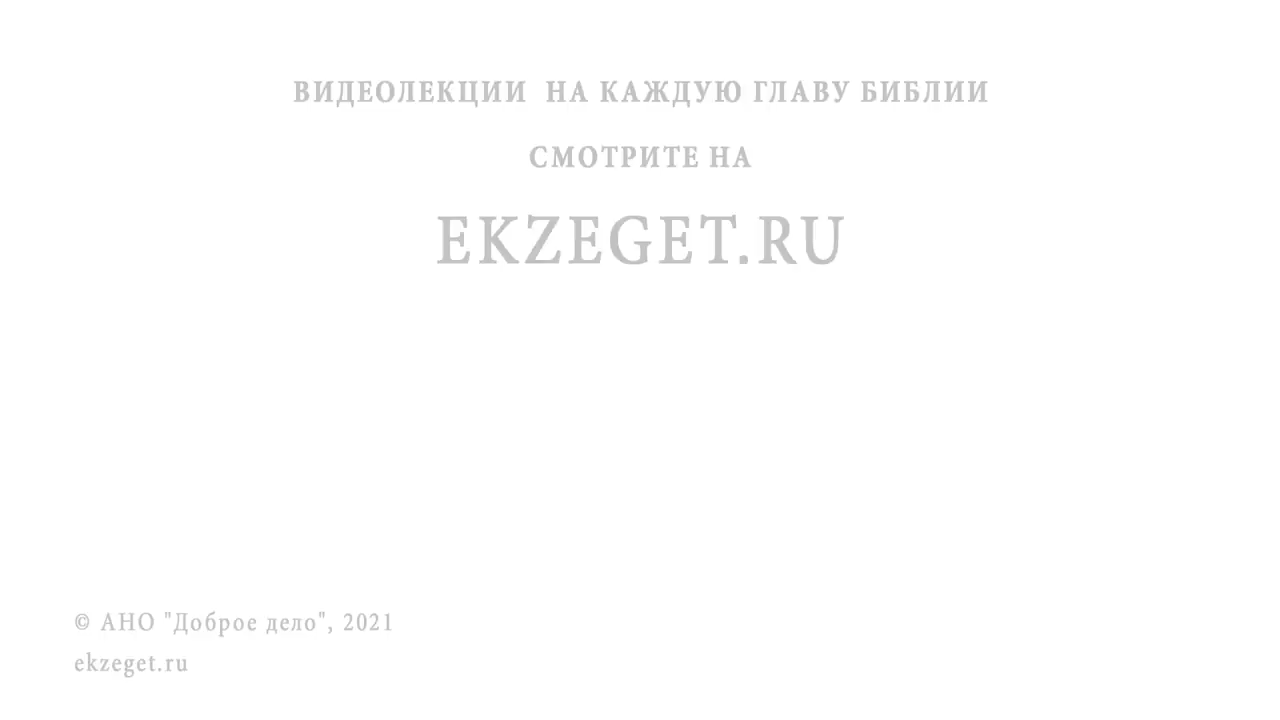 ВИДЕОЛЕКЦИИ НА КАЖДУЮ ГЛАВУ БИБЛИИ
СМОТРИТЕ НА
EKZEGET.RU
© АНО "Доброе дело", 2021
ekzeget.ru